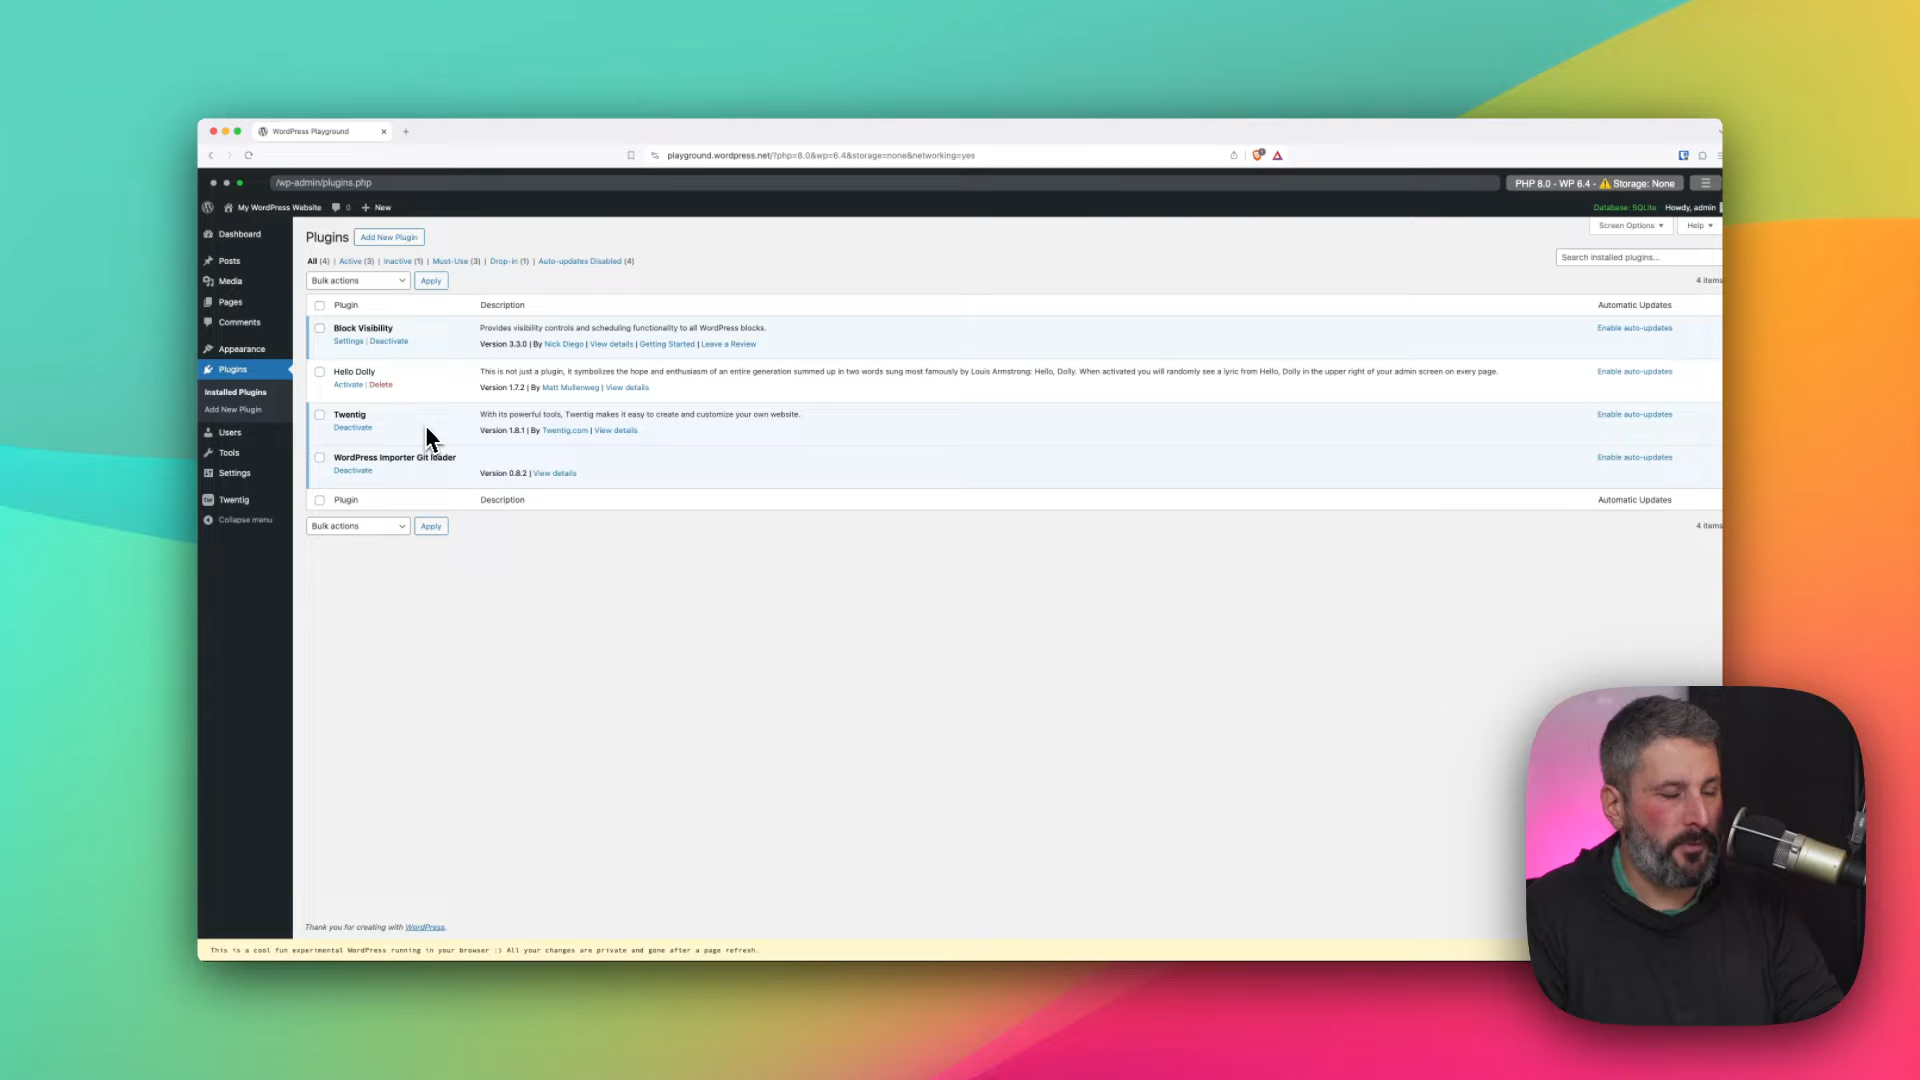 WordPress Playground
playground.wordpress.net/?php=8.0&wp=6.4&storage=none&networking=yes
/wp-admin/plugins.php
PHP 8.0 - WP 6.4 - ⚠ Storage: None
My WordPress Website 0 + New
Database: SQLite Howdy, admin
Screen Options ▼ Help ▼
Dashboard
Posts
Media
Pages
Comments
Appearance
Plugins
Installed Plugins
Add New Plugin
Users
Tools
Settings
Twentig
Collapse menu
Plugins Add New Plugin
All (4) | Active (3) | Inactive (1) | Must-Use (3) | Drop-in (1) | Auto-updates Disabled (4)
Search installed plugins...
Bulk actions Apply
4 items
Plugin Description Automatic Updates
Block Visibility Provides visibility controls and scheduling functionality to all WordPress blocks. Enable auto-updates
Settings | Deactivate Version 3.3.0 | By Nick Diego | View details | Getting Started | Leave a Review
Hello Dolly This is not just a plugin, it symbolizes the hope and enthusiasm of an entire generation summed up in two words sung most famously by Louis Armstrong: Hello, Dolly. When activated you will randomly see a lyric from Hello, Dolly in the upper right of your admin screen on every page. Enable auto-updates
Activate | Delete Version 1.7.2 | By Matt Mullenweg | View details
Twentig With its powerful tools, Twentig makes it easy to create and customize your own website. Enable auto-updates
Deactivate Version 1.8.1 | By Twentig.com | View details
WordPress Importer Git loader Enable auto-updates
Deactivate Version 0.8.2 | View details
Plugin Description Automatic Updates
Bulk actions Apply
4 items
Thank you for creating with WordPress.
This is a cool fun experimental WordPress running in your browser :) All your changes are private and gone after a page refresh.